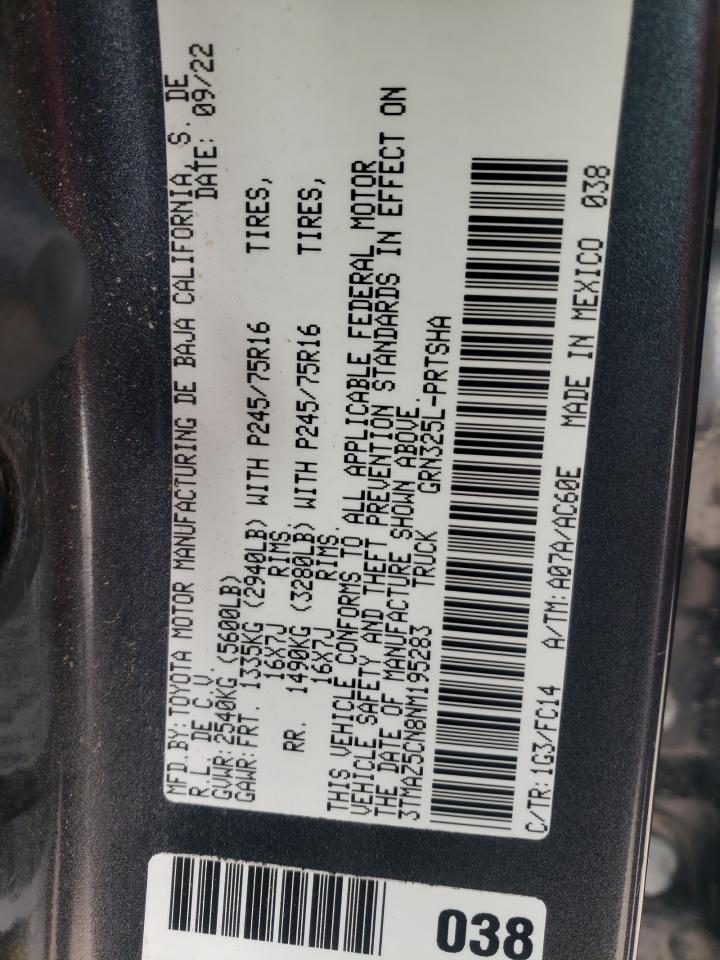 MFD.BY: TOYOTA MOTOR MANUFACTURING DE BAJA CALIFORNIA, S. DE
R. L. DE C.V. DATE: 09/22
GVWR: 2540KG (5600LB)
GAWR: FRT. 1335KG (2940LB) WITH P245/75R16 TIRES,
16X7J RIMS,
RR. 1490KG (3280LB) WITH P245/75R16 TIRES,
16X7J RIMS.
THIS VEHICLE CONFORMS TO ALL APPLICABLE FEDERAL MOTOR
VEHICLE SAFETY AND THEFT PREVENTION STANDARDS IN EFFECT ON
THE DATE OF MANUFACTURE SHOWN ABOVE.
3TMAZ5CN8NM195283 TRUCK GRN325L-PRTSHA
C/TR: 1G3/FC14 A/TM: A07A/AC60E MADE IN MEXICO 038
038